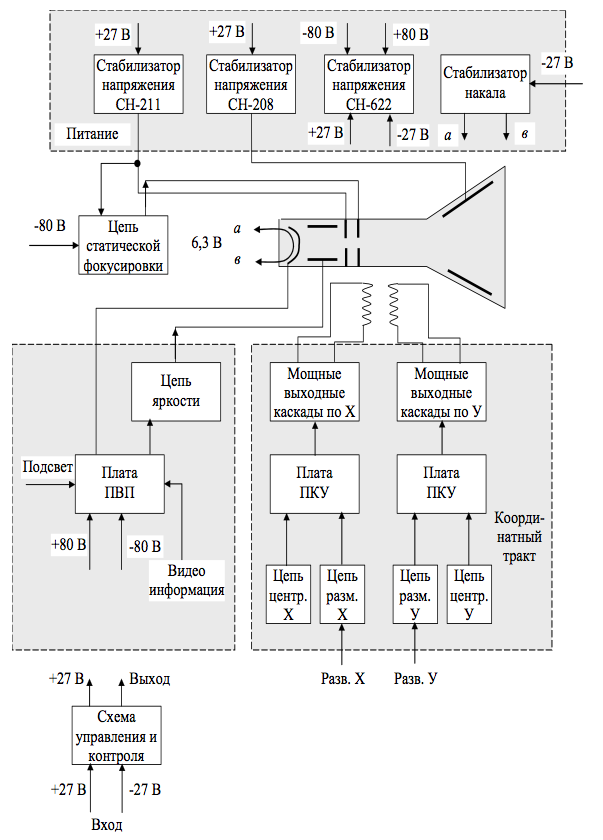 +27 В
+27 В
-80 В
+80 В
Стабилизатор
напряжения
СН-211
Стабилизатор
напряжения
СН-208
Стабилизатор
напряжения
СН-622
Стабилизатор
накала
-27 В
Питание
+27 В
-27 В
а
в
-80 В
Цепь
статической
фокусировки
6,3 В
а
в
Цепь
яркости
Мощные
выходные
каскады по Х
Мощные
выходные
каскады по У
Подсвет
Плата
ПВП
Плата
ПКУ
Плата
ПКУ
Коорди-
натный
тракт
+80 В
-80 В
Видео
информация
Цепь
центр.
Х
Цепь
разм.
Х
Цепь
разм.
У
Цепь
центр.
У
Разв. Х
Разв. У
+27 В
Выход
Схема
управления и
контроля
+27 В
-27 В
Вход